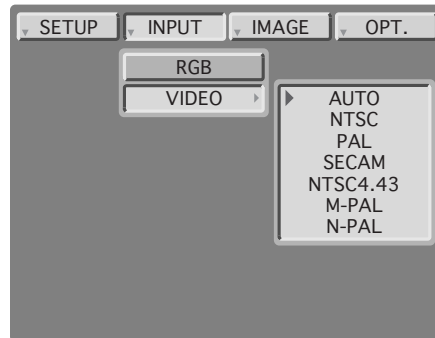 SETUP INPUT IMAGE OPT.
RGB
VIDEO AUTO
NTSC
PAL
SECAM
NTSC4.43
M-PAL
N-PAL